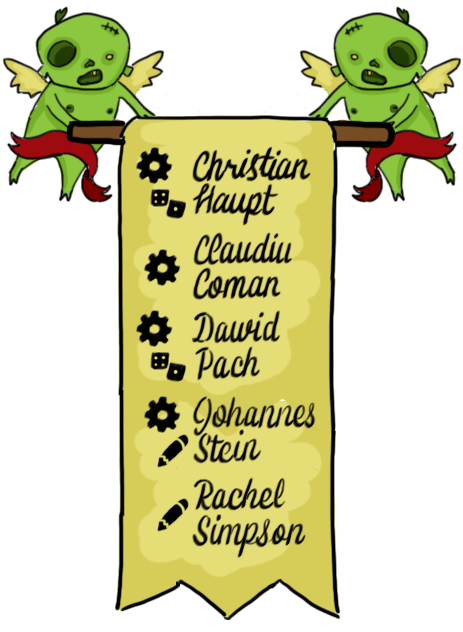 Christian
Haupt
Claudiu
Coman
Dawid
Pach
Johannes
Stein
Rachel
Simpson